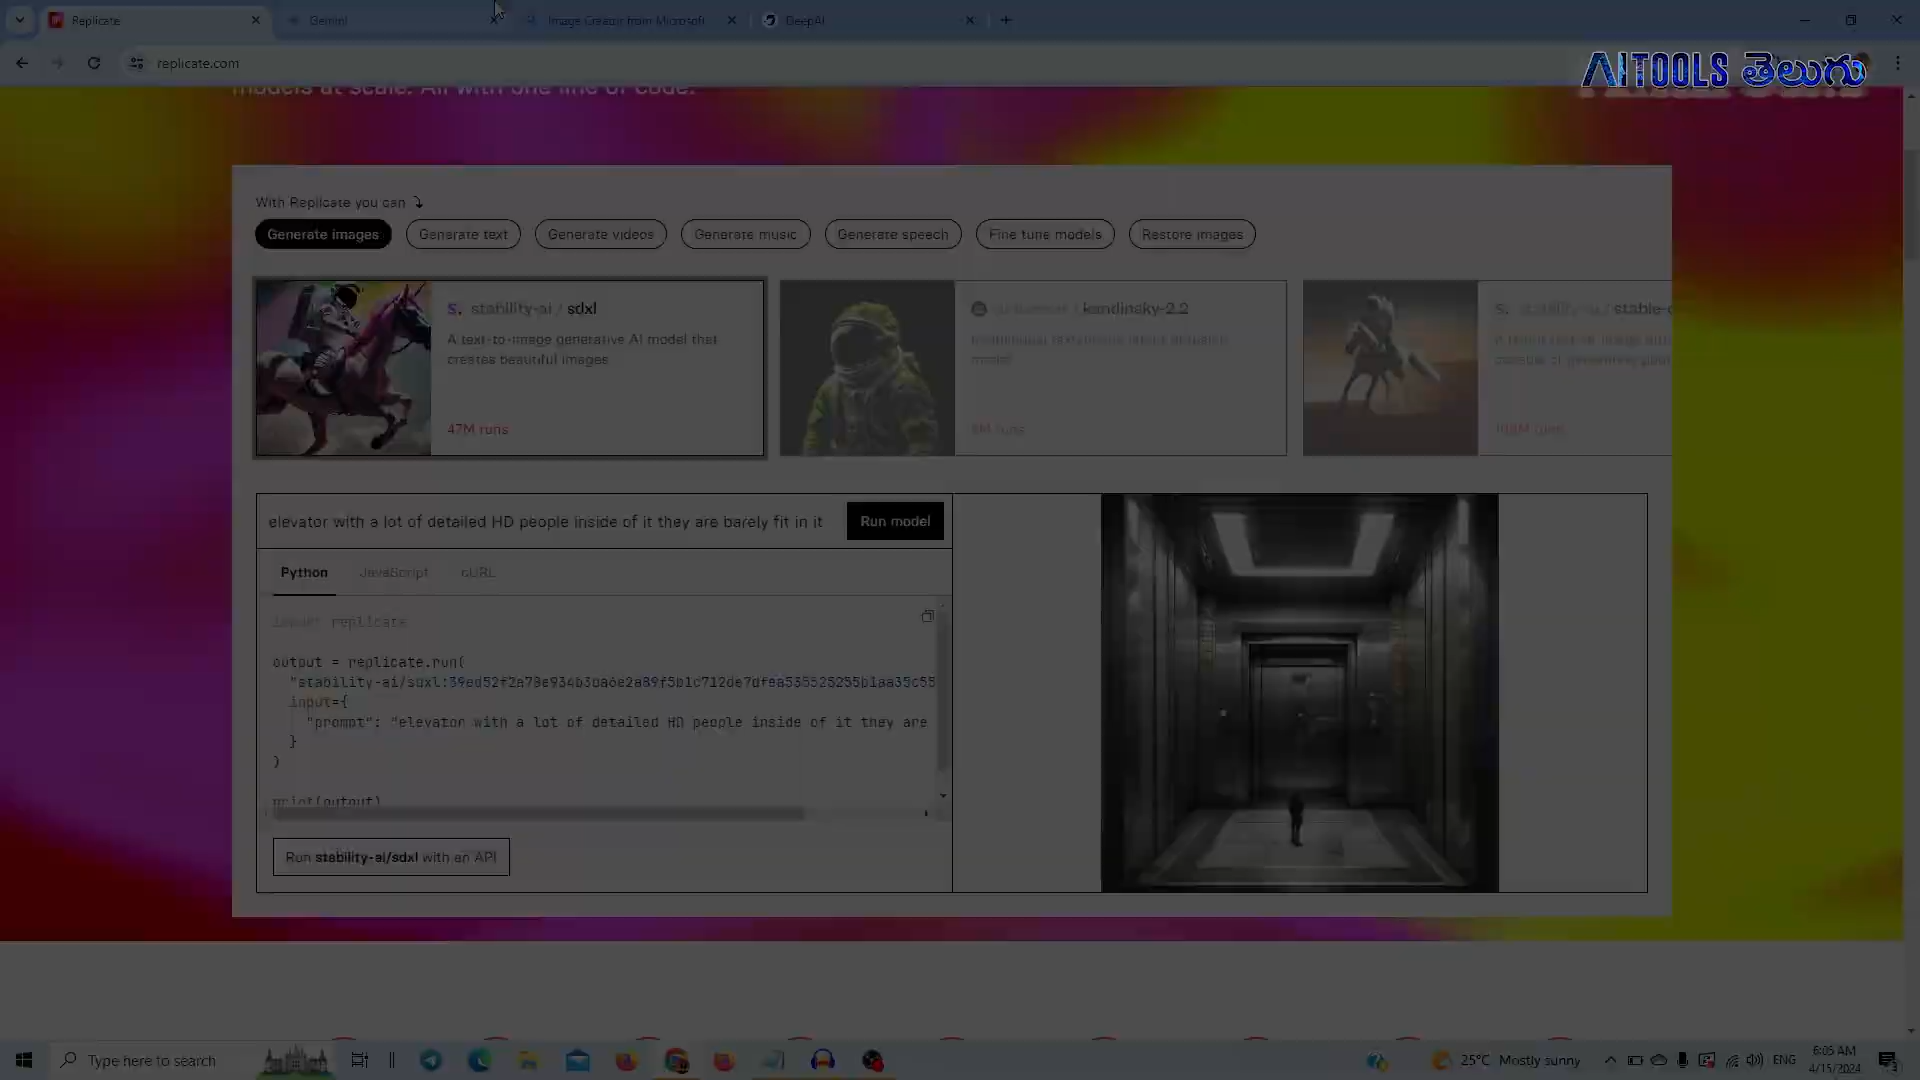 Replicate
Gemini
Image Creator from Microsoft
DeepAI
replicate.com
AITOOLS తెలుగు
models at scale. All with one line of code.
With Replicate you can
Generate images
Generate text
Generate videos
Generate music
Generate speech
Fine tune models
Restore images
S. stability-ai / sdxl
A text-to-image generative AI model that
creates beautiful images
47M runs
/ kandinsky-2.2
model
runs
S. stability-ai / stable-
runs
elevator with a lot of detailed HD people inside of it they are barely fit in it
Run model
Python
JavaScript
cURL
import replicate
output = replicate.run(
input={
"prompt": "elevator with a lot of detailed HD people inside of it they are
}
)
print(output)
Run stability-ai/sdxl with an API
Type here to search
25°C Mostly sunny
ENG
6:05 AM
4/15/2024